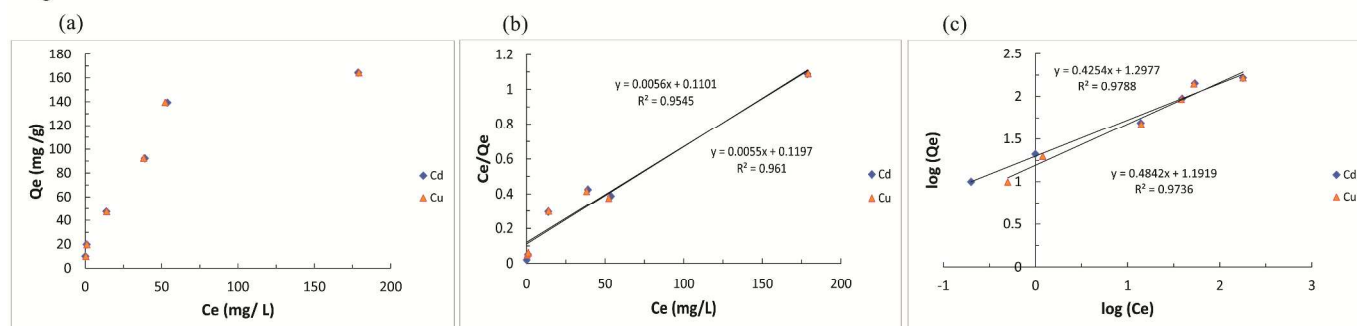 (a)
Qe (mg /g)
180
160
140
120
100
80
60
40
20
0
0
50
100
150
200
Ce (mg/ L)
Cd
Cu
(b)
Ce/Qe
1.2
1
0.8
0.6
0.4
0.2
0
0
50
100
150
200
Ce (mg/L)
y = 0.0056x + 0.1101
R² = 0.9545
y = 0.0055x + 0.1197
R² = 0.961
Cd
Cu
(c)
log (Qe)
2.5
2
1.5
1
0.5
0
-1
0
1
2
3
log (Ce)
y = 0.4254x + 1.2977
R² = 0.9788
y = 0.4842x + 1.1919
R² = 0.9736
Cd
Cu